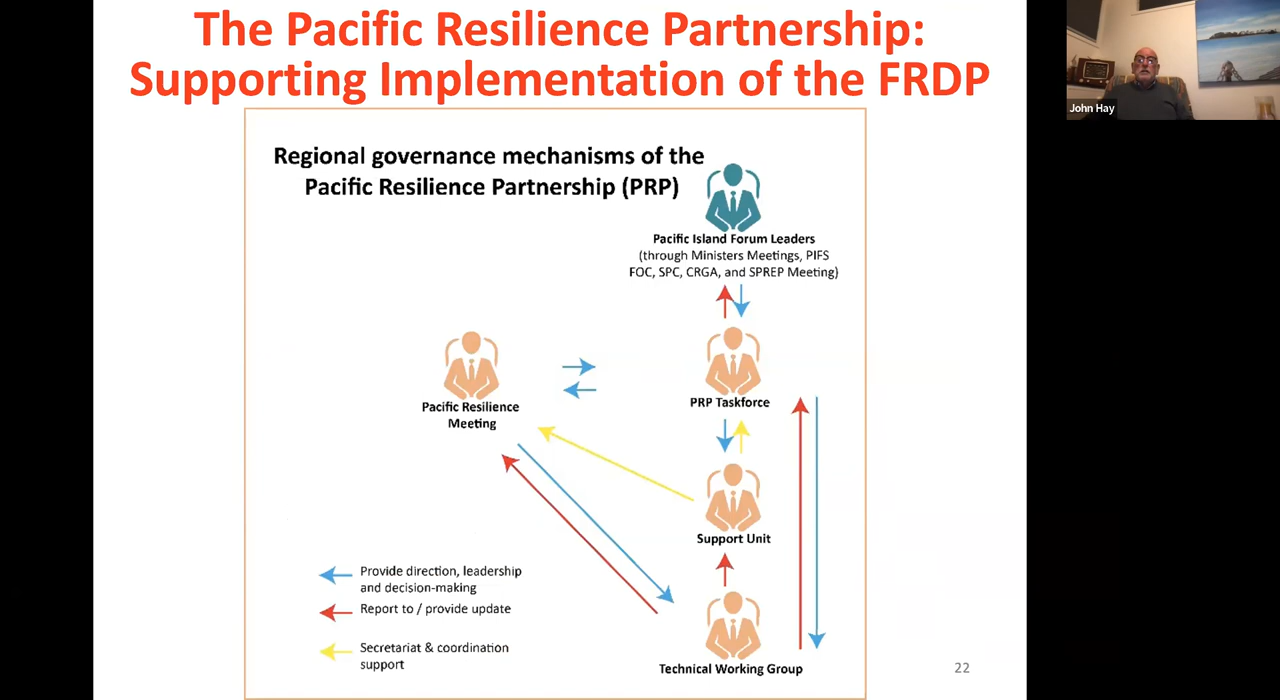 The Pacific Resilience Partnership:
Supporting Implementation of the FRDP
John Hay
Regional governance mechanisms of the
Pacific Resilience Partnership (PRP)
Pacific Island Forum Leaders
(through Ministers Meetings, PIFS
FOC, SPC, CRGA, and SPREP Meeting)
Pacific Resilience
Meeting
PRP Taskforce
Support Unit
Provide direction, leadership
and decision-making
Report to / provide update
Secretariat & coordination
support
Technical Working Group
22